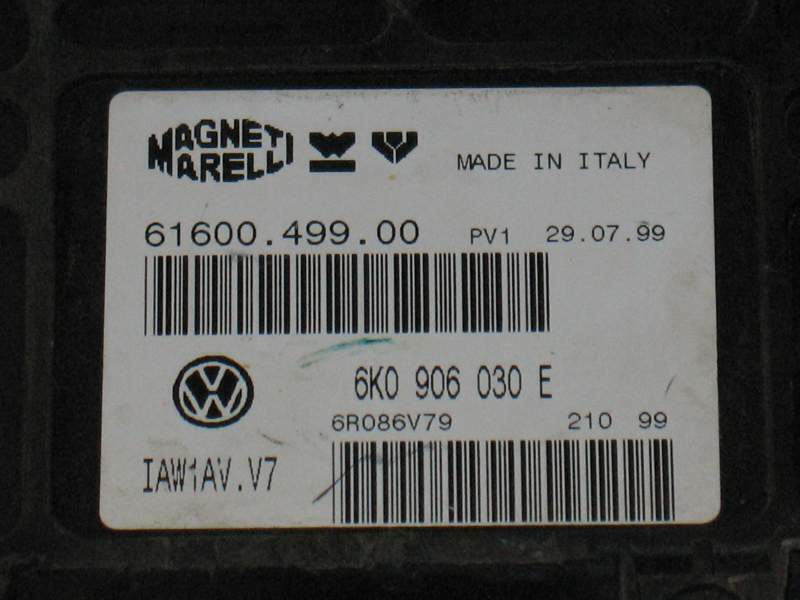 MAGNETI
MARELLI
MADE IN ITALY
61600.499.00 PV1 29.07.99
6K0 906 030 E
6R086V79 210 99
IAW1AV.V7